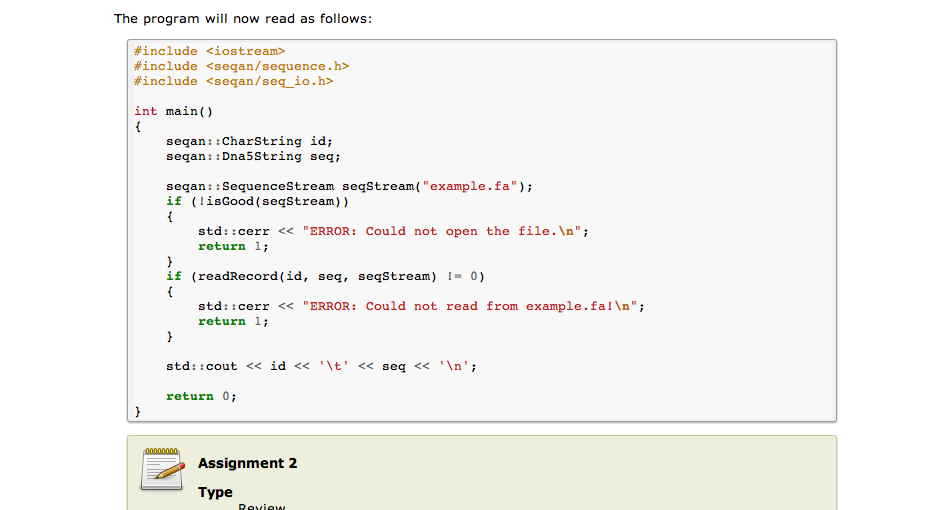 The program will now read as follows:
#include <iostream>
#include <seqan/sequence.h>
#include <seqan/seq_io.h>
int main()
{
    seqan::CharString id;
    seqan::Dna5String seq;
    seqan::SequenceStream seqStream("example.fa");
    if (!isGood(seqStream))
    {
        std::cerr << "ERROR: Could not open the file.\n";
        return 1;
    }
    if (readRecord(id, seq, seqStream) != 0)
    {
        std::cerr << "ERROR: Could not read from example.fa!\n";
        return 1;
    }
    std::cout << id << '\t' << seq << '\n';
    return 0;
}
Assignment 2
Type
Review